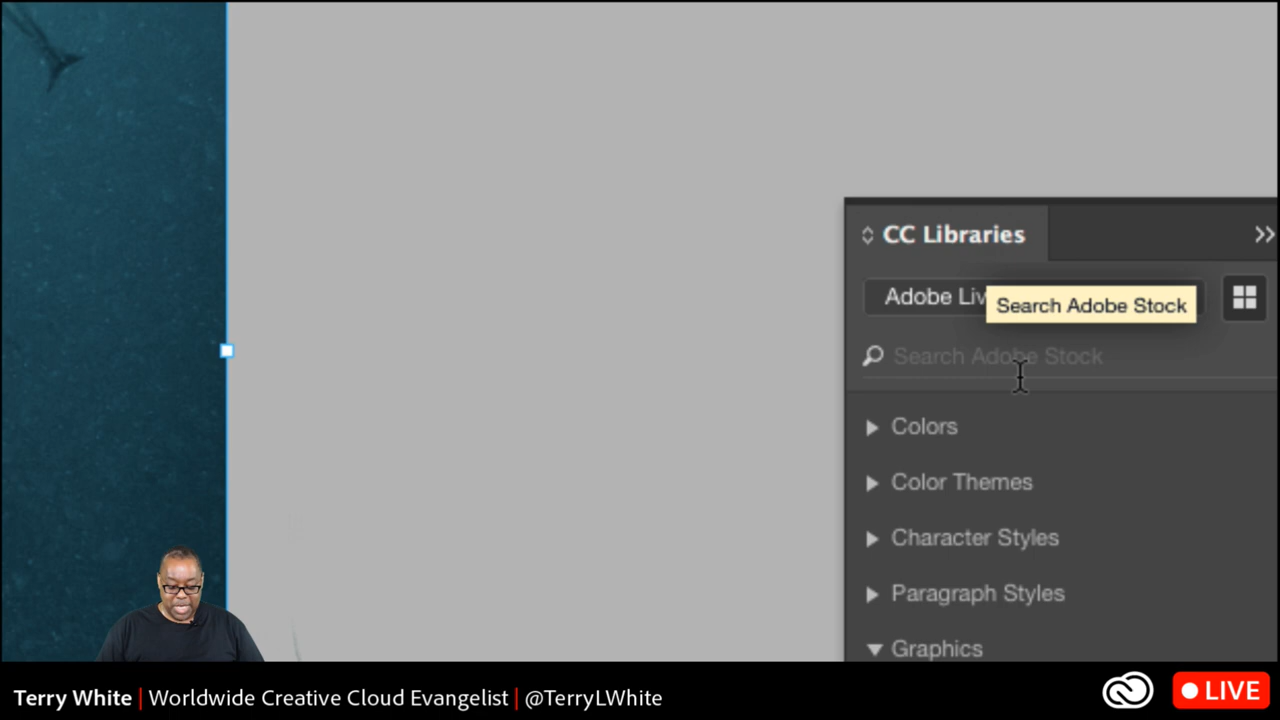 CC Libraries
Adobe Liv
Search Adobe Stock
Search Adobe Stock
Colors
Color Themes
Character Styles
Paragraph Styles
Graphics
Terry White | Worldwide Creative Cloud Evangelist | @TerryLWhite
LIVE